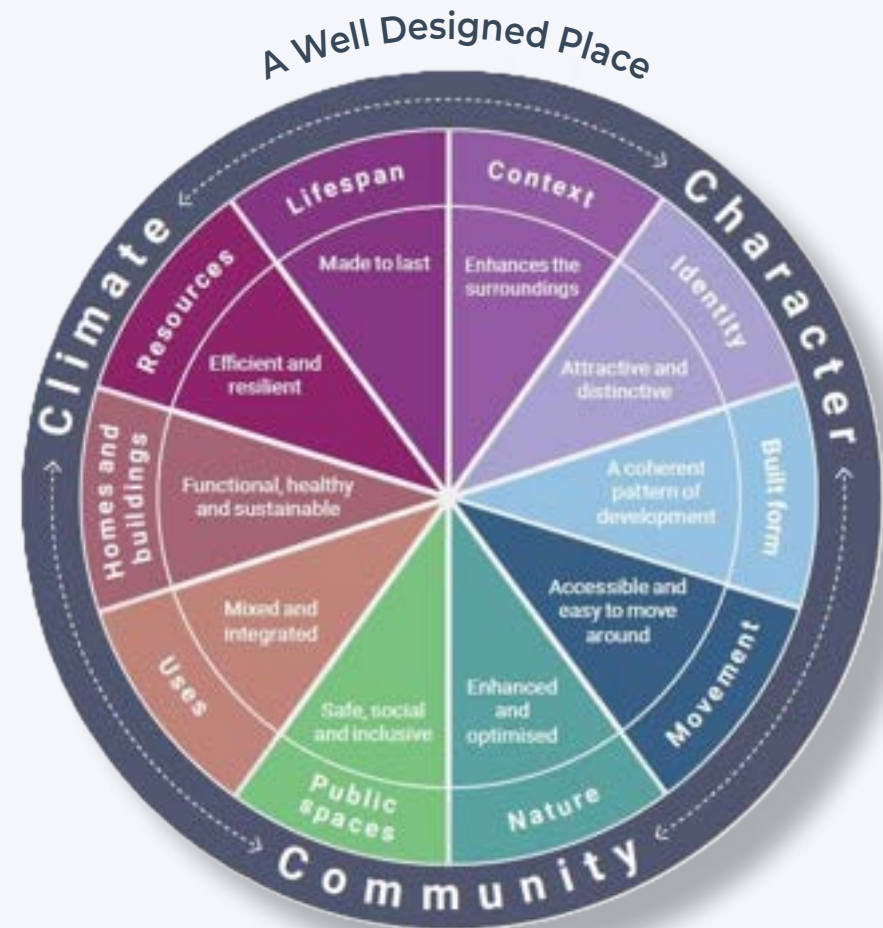 A Well Designed Place
Climate
Character
Community
Context
Enhances the
surroundings
Identity
Attractive and
distinctive
Built form
A coherent
pattern of
development
Movement
Accessible and
easy to move
around
Nature
Enhanced
and
optimised
Public
spaces
Safe, social
and inclusive
Uses
Mixed and
integrated
Homes and
buildings
Functional, healthy
and sustainable
Resources
Efficient and
resilient
Lifespan
Made to last